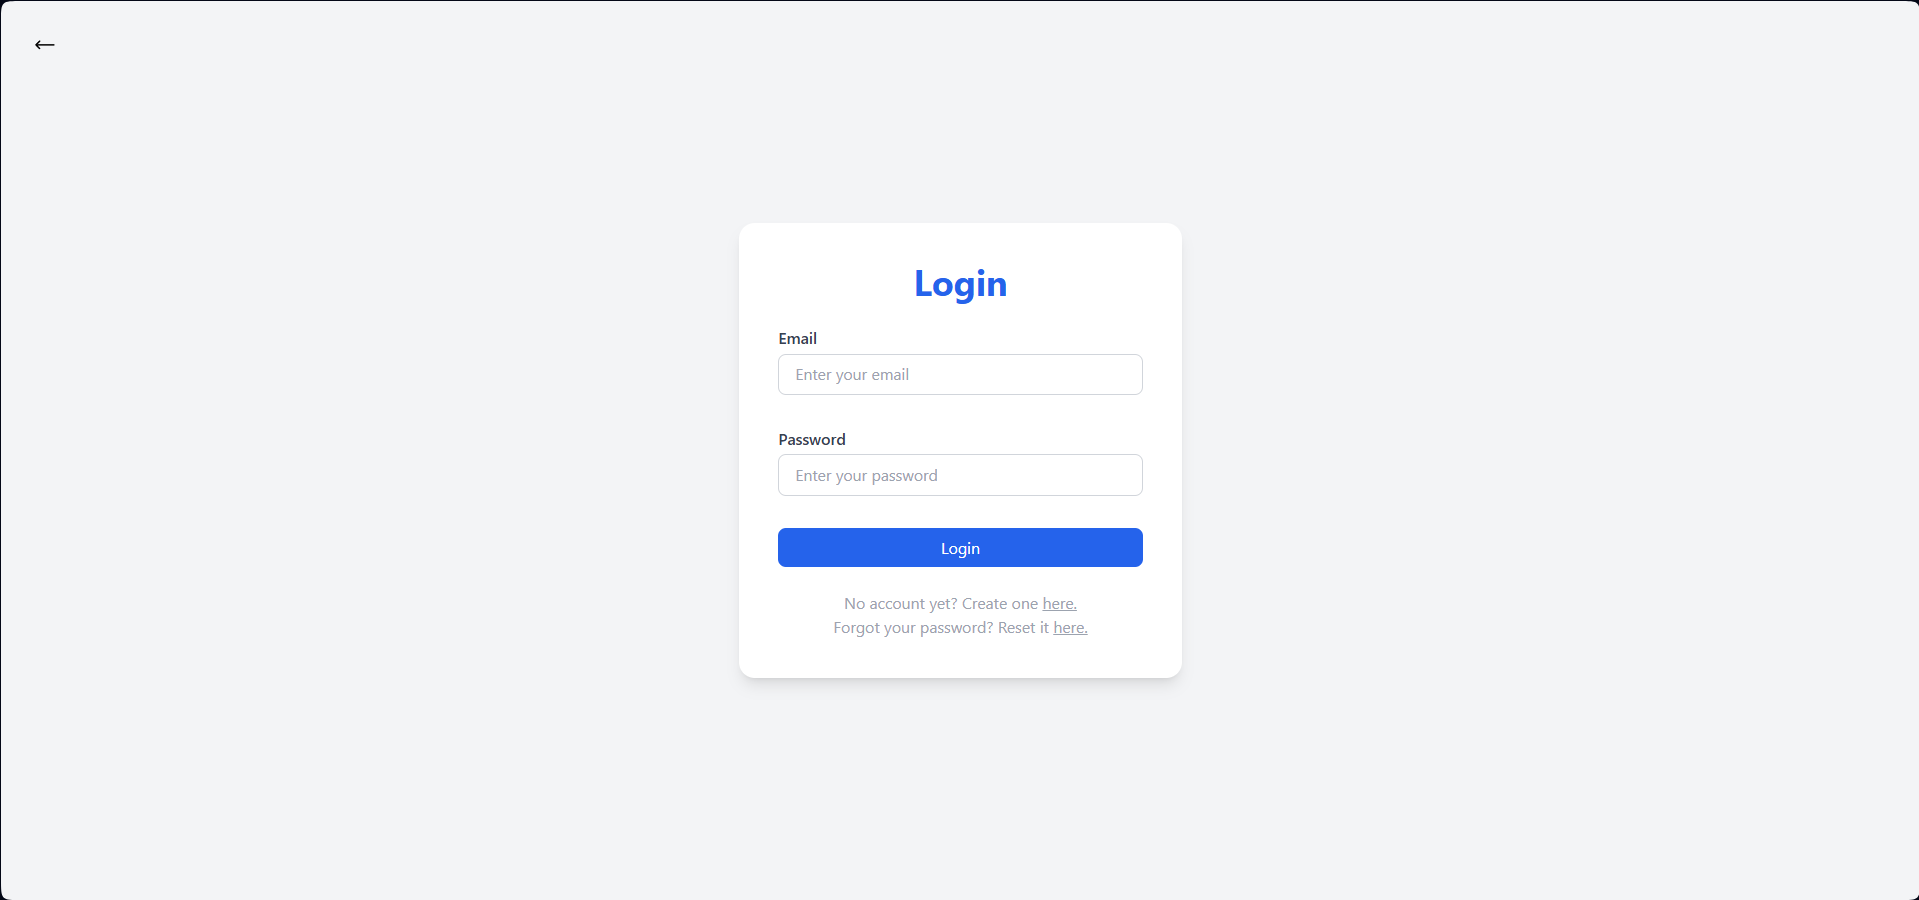 Login
Email
Enter your email
Password
Enter your password
Login
No account yet? Create one here.
Forgot your password? Reset it here.